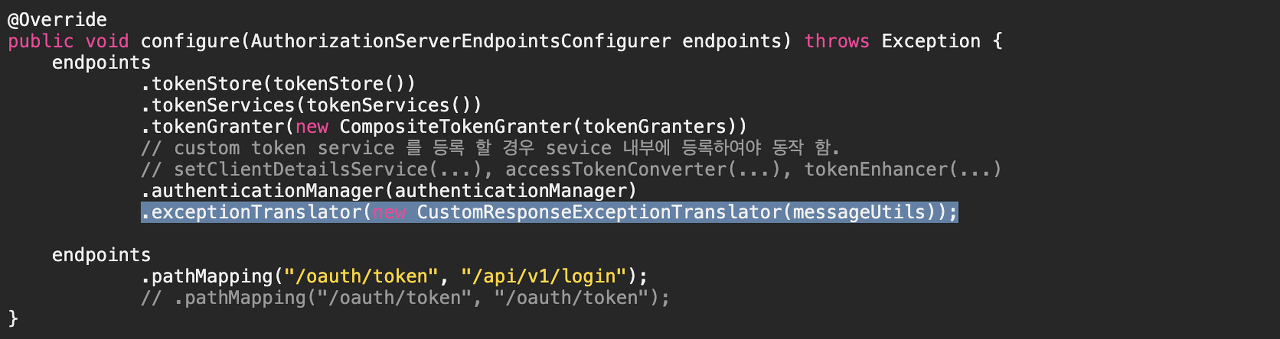 @Override
public void configure(AuthorizationServerEndpointsConfigurer endpoints) throws Exception {
    endpoints
            .tokenStore(tokenStore())
            .tokenServices(tokenServices())
            .tokenGranter(new CompositeTokenGranter(tokenGranters))
            // custom token service 를 등록 할 경우 sevice 내부에 등록하여야 동작 함.
            // setClientDetailsService(...), accessTokenConverter(...), tokenEnhancer(...)
            .authenticationManager(authenticationManager)
            .exceptionTranslator(new CustomResponseExceptionTranslator(messageUtils));
    endpoints
            .pathMapping("/oauth/token", "/api/v1/login");
            // .pathMapping("/oauth/token", "/oauth/token");
}